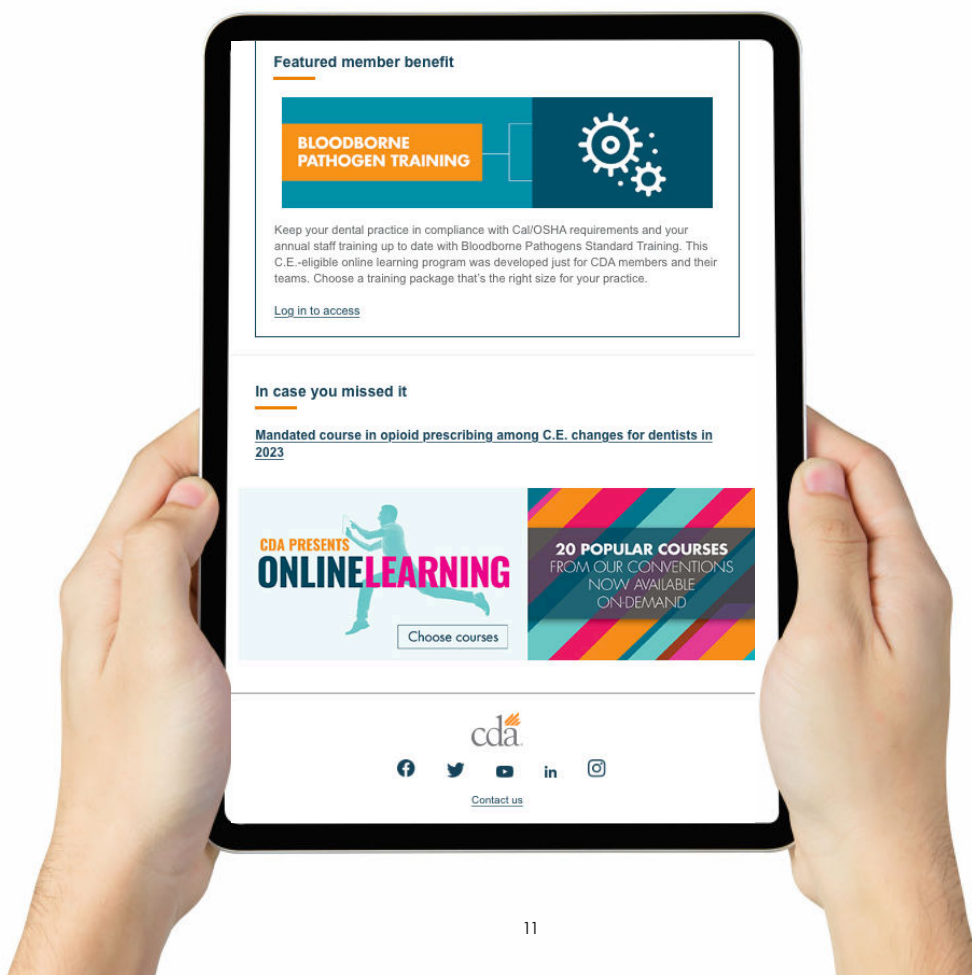 Featured member benefit
BLOODBORNE
PATHOGEN TRAINING
Keep your dental practice in compliance with Cal/OSHA requirements and your
annual staff training up to date with Bloodborne Pathogens Standard Training. This
C.E.-eligible online learning program was developed just for CDA members and their
teams. Choose a training package that's the right size for your practice.
Log in to access
In case you missed it
Mandated course in opioid prescribing among C.E. changes for dentists in
2023
CDA PRESENTS
ONLINELEARNING
Choose courses
20 POPULAR COURSES
FROM OUR CONVENTIONS
NOW AVAILABLE
ON-DEMAND
cda
Contact us
11